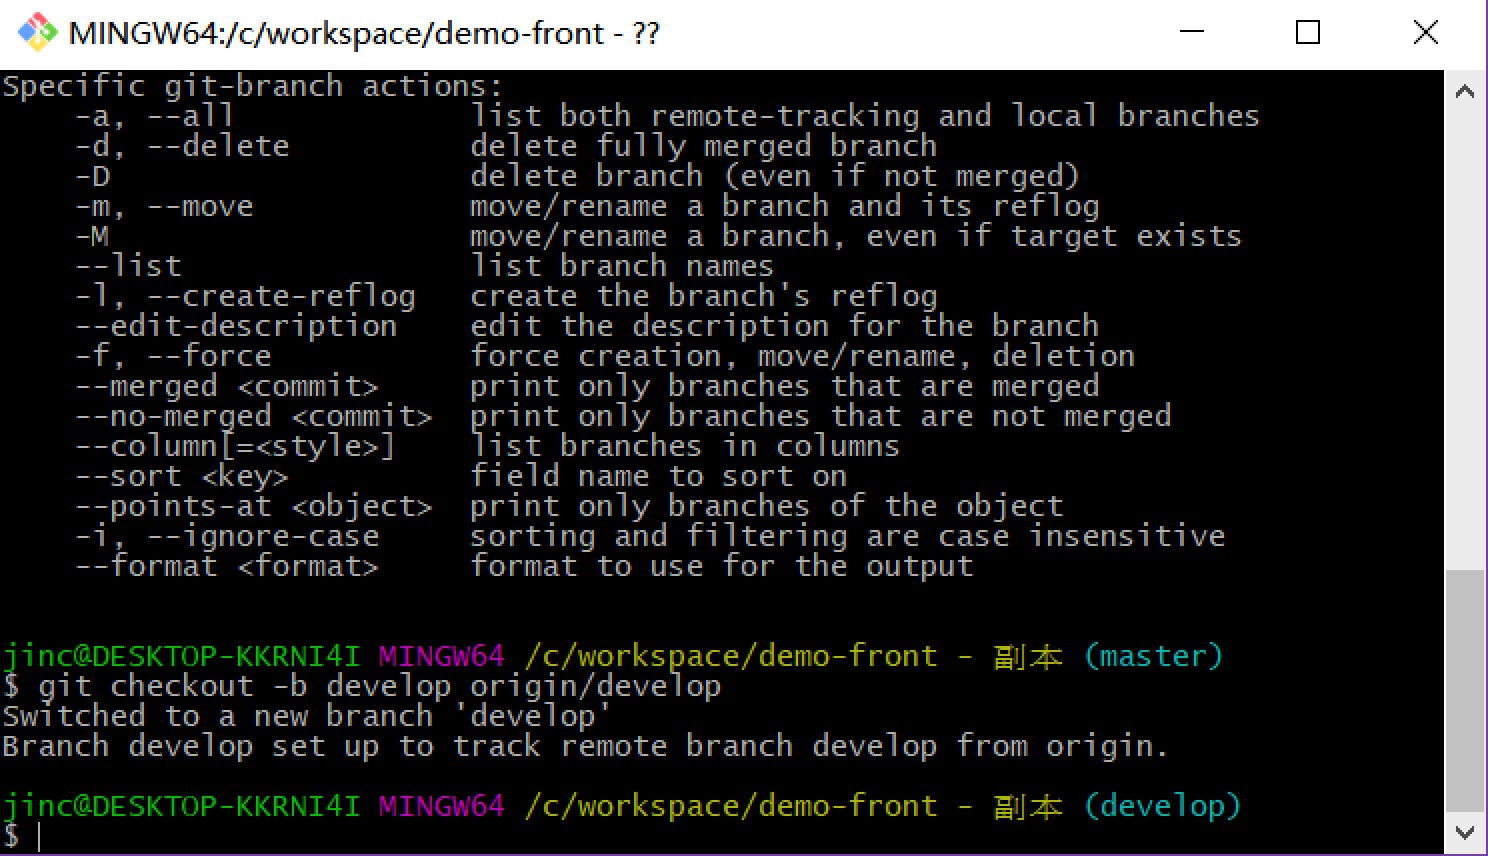 MINGW64:/c/workspace/demo-front - ??
Specific git-branch actions:
-a, --all list both remote-tracking and local branches
-d, --delete delete fully merged branch
-D delete branch (even if not merged)
-m, --move move/rename a branch and its reflog
-M move/rename a branch, even if target exists
--list list branch names
-l, --create-reflog create the branch's reflog
--edit-description edit the description for the branch
-f, --force force creation, move/rename, deletion
--merged <commit> print only branches that are merged
--no-merged <commit> print only branches that are not merged
--column[=<style>] list branches in columns
--sort <key> field name to sort on
--points-at <object> print only branches of the object
-i, --ignore-case sorting and filtering are case insensitive
--format <format> format to use for the output
jinc@DESKTOP-KKRNI4I MINGW64 /c/workspace/demo-front - 副本 (master)
$ git checkout -b develop origin/develop
Switched to a new branch 'develop'
Branch develop set up to track remote branch develop from origin.
jinc@DESKTOP-KKRNI4I MINGW64 /c/workspace/demo-front - 副本 (develop)
$